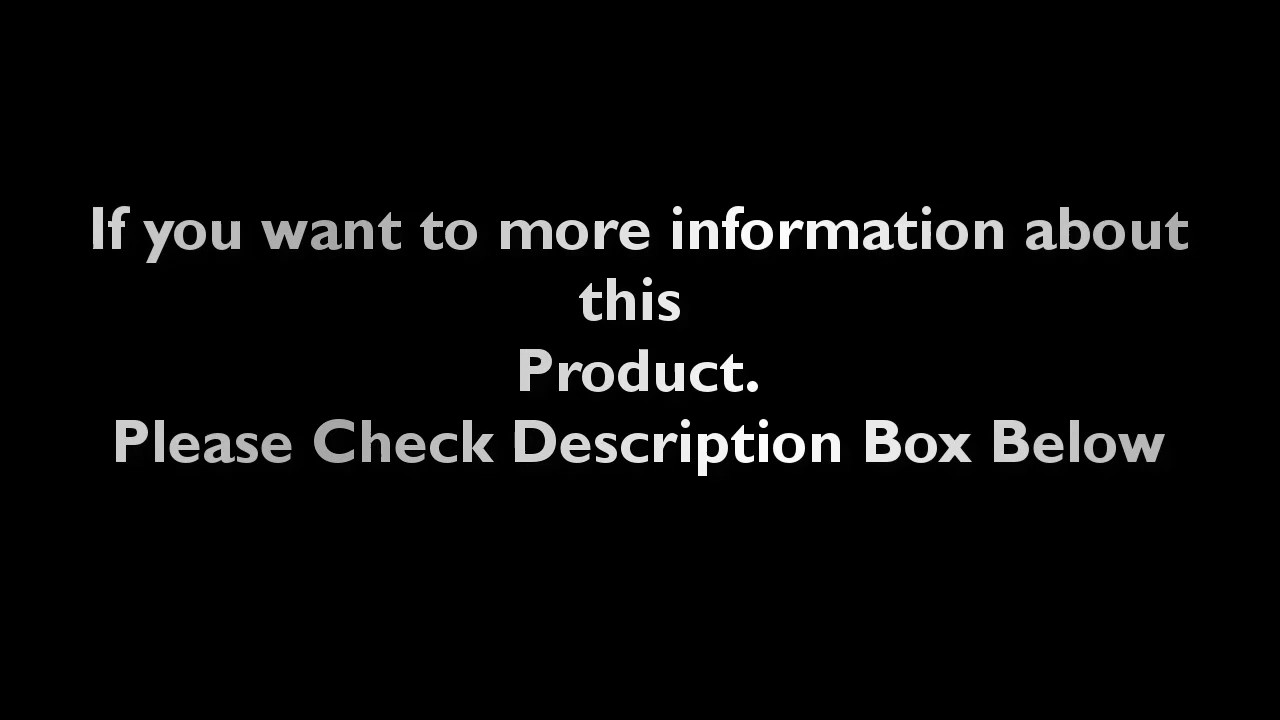 If you want to more information about
this
Product.
Please Check Description Box Below